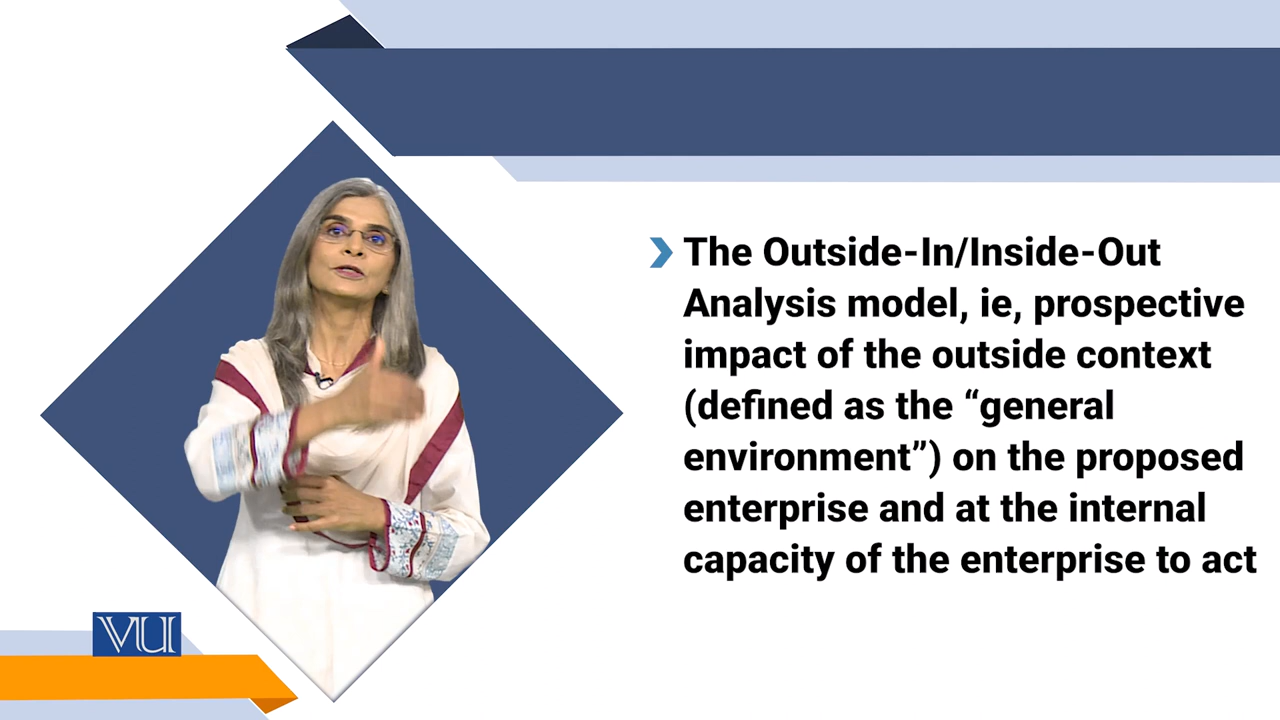 The Outside-In/Inside-Out
Analysis model, ie, prospective
impact of the outside context
(defined as the “general
environment”) on the proposed
enterprise and at the internal
capacity of the enterprise to act
VU